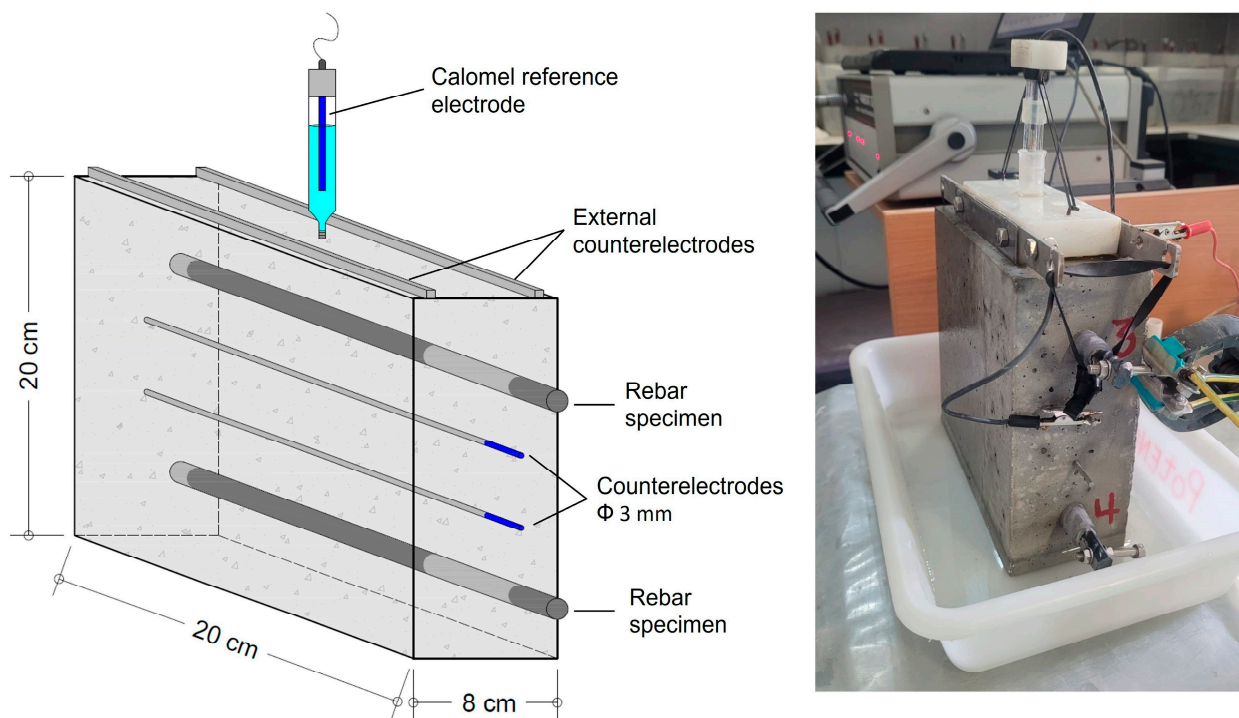 Calomel reference
electrode
External
counterelectrodes
20 cm
Rebar
specimen
Counterelectrodes
Φ 3 mm
Rebar
specimen
20 cm
8 cm
3
4